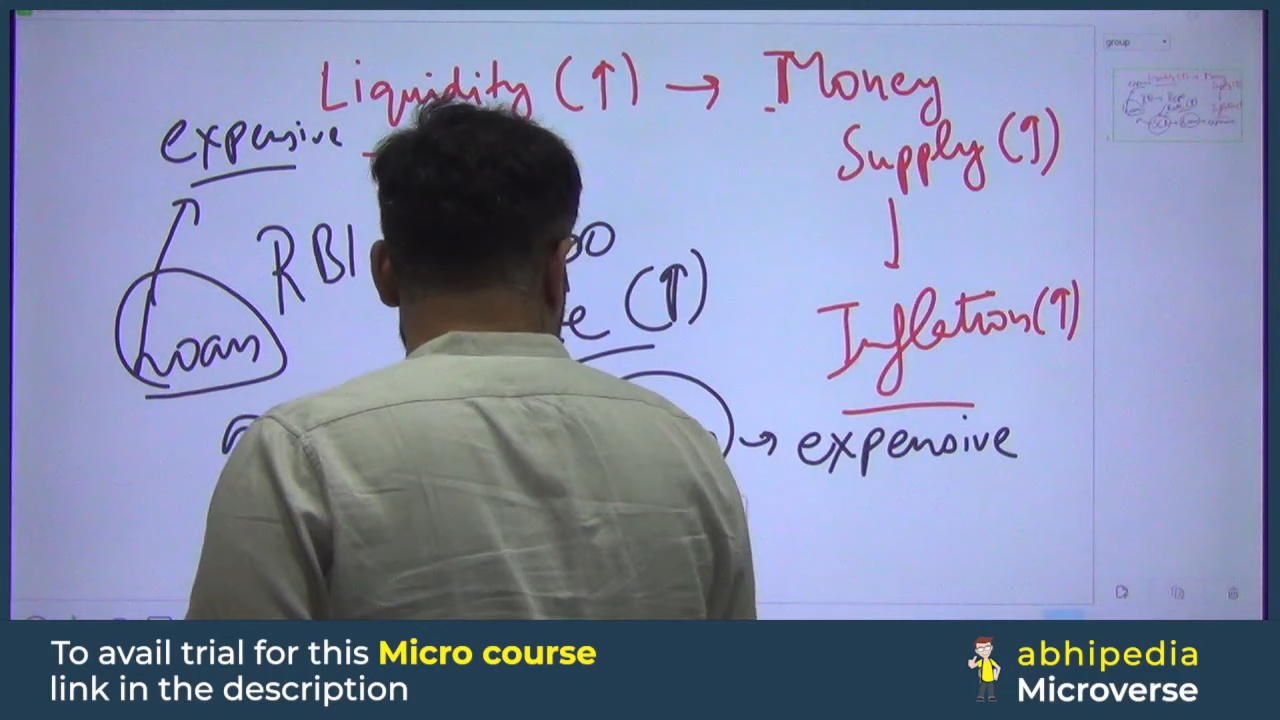 group
Liquidity (↑) → Money
Supply (↑)
expensive
RBI
(↑)
Loan
Inflation (↑)
→ expensive
To avail trial for this Micro course
link in the description
abhipedia
Microverse